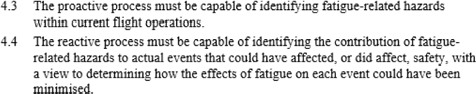 4.3 The proactive process must be capable of identifying fatigue-related hazards
within current flight operations.
4.4 The reactive process must be capable of identifying the contribution of fatigue-
related hazards to actual events that could have affected, or did affect, safety, with
a view to determining how the effects of fatigue on each event could have been
minimised.